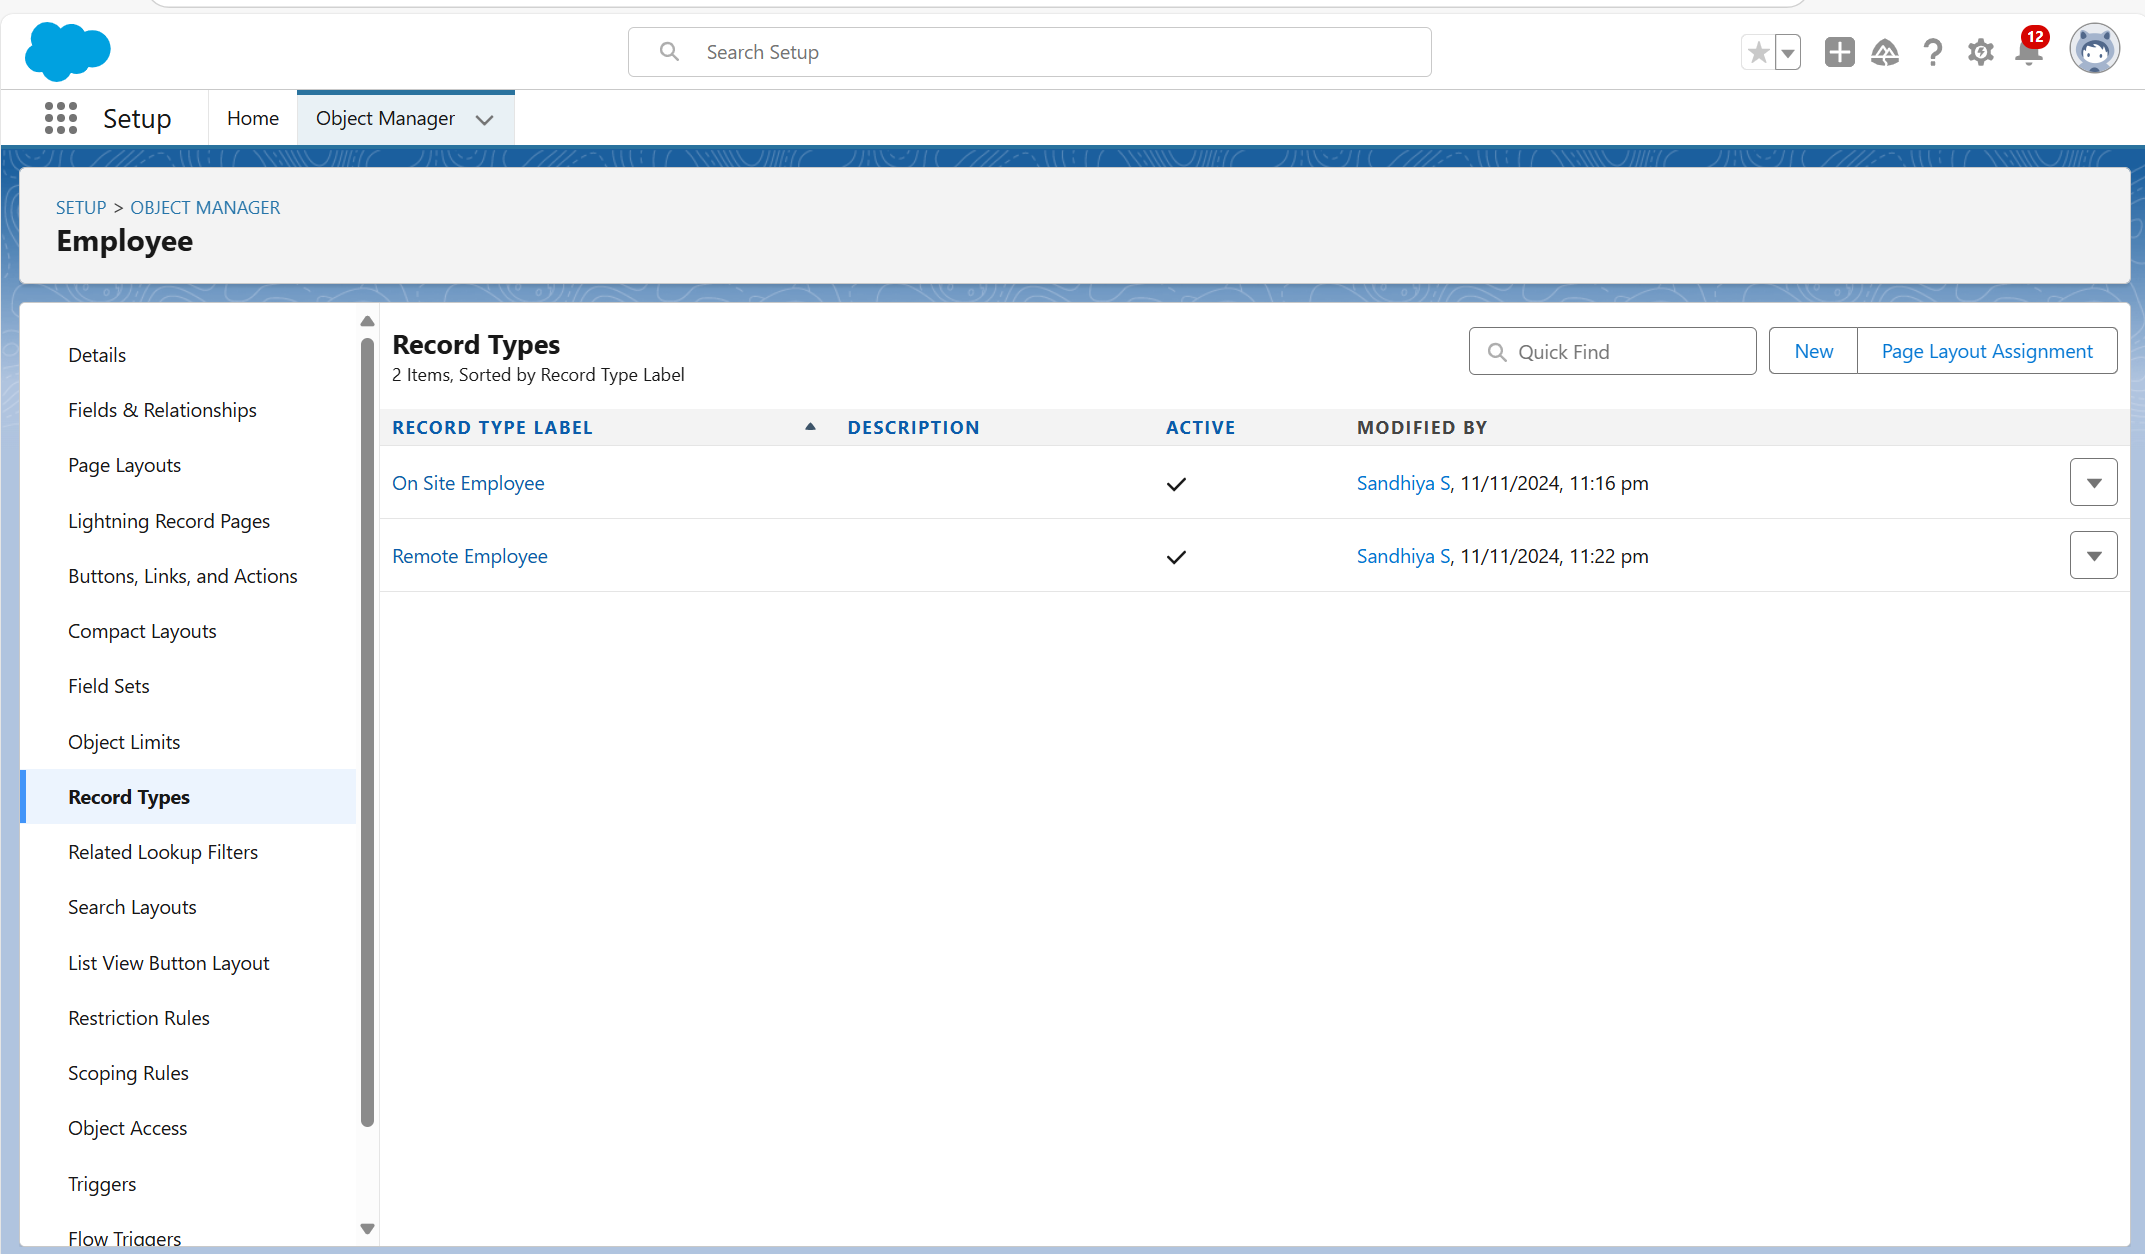 Search Setup
12
Setup
Home
Object Manager
SETUP > OBJECT MANAGER
Employee
Details
Fields & Relationships
Page Layouts
Lightning Record Pages
Buttons, Links, and Actions
Compact Layouts
Field Sets
Object Limits
Record Types
Related Lookup Filters
Search Layouts
List View Button Layout
Restriction Rules
Scoping Rules
Object Access
Triggers
Flow Triggers
Record Types
2 Items, Sorted by Record Type Label
Quick Find
New
Page Layout Assignment
RECORD TYPE LABEL DESCRIPTION ACTIVE MODIFIED BY
On Site Employee Sandhiya S, 11/11/2024, 11:16 pm
Remote Employee Sandhiya S, 11/11/2024, 11:22 pm